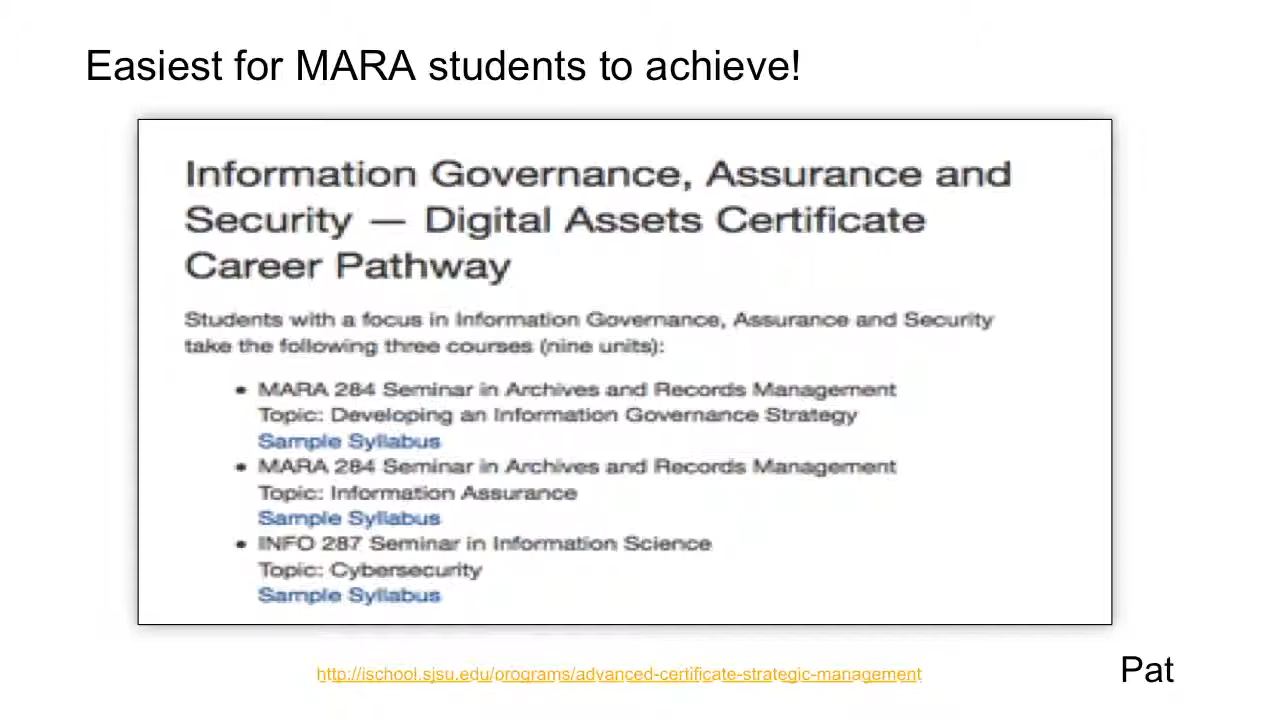 Easiest for MARA students to achieve!
Information Governance, Assurance and
Security — Digital Assets Certificate
Career Pathway
Students with a focus in Information Governance, Assurance and Security
take the following three courses (nine units):
• MARA 284 Seminar in Archives and Records Management
Topic: Developing an Information Governance Strategy
Sample Syllabus
• MARA 284 Seminar in Archives and Records Management
Topic: Information Assurance
Sample Syllabus
• INFO 287 Seminar in Information Science
Topic: Cybersecurity
Sample Syllabus
http://ischool.sjsu.edu/programs/advanced-certificate-strategic-management
Pat